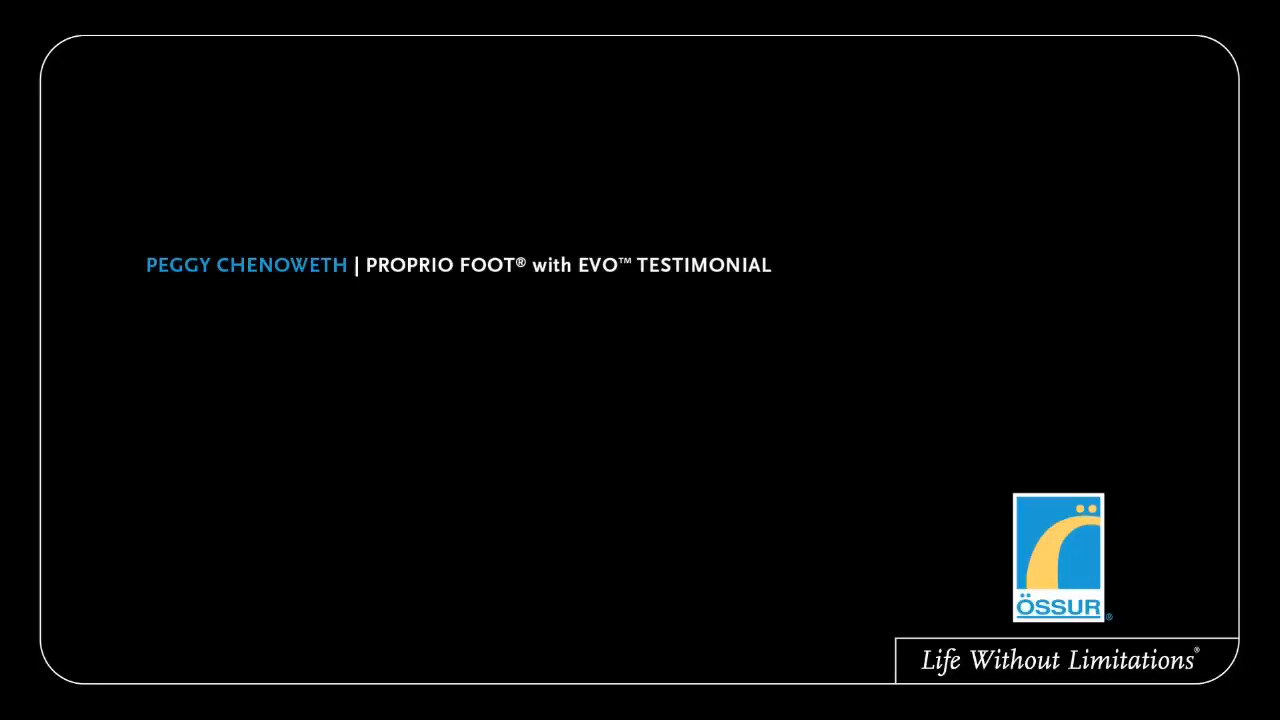 PEGGY CHENOWETH | PROPRIO FOOT® with EVO™ TESTIMONIAL
ÖSSUR®
Life Without Limitations®